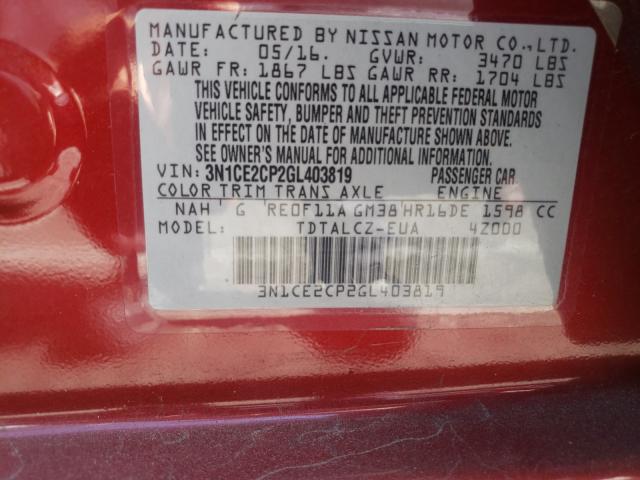 MANUFACTURED BY NISSAN MOTOR CO., LTD.
DATE: 05/16. GVWR: 3470 LBS
GAWR FR: 1867 LBS GAWR RR: 1704 LBS
THIS VEHICLE CONFORMS TO ALL APPLICABLE FEDERAL MOTOR
VEHICLE SAFETY, BUMPER AND THEFT PREVENTION STANDARDS
IN EFFECT ON THE DATE OF MANUFACTURE SHOWN ABOVE.
SEE OWNER'S MANUAL FOR ADDITIONAL INFORMATION.
VIN: 3N1CE2CP2GL403819 PASSENGER CAR
COLOR TRIM TRANS AXLE ENGINE
NAH G RE0F11A GM38 HR16DE 1598 CC
MODEL: TDTALCZ-EUA 4Z000
3N1CE2CP2GL403819